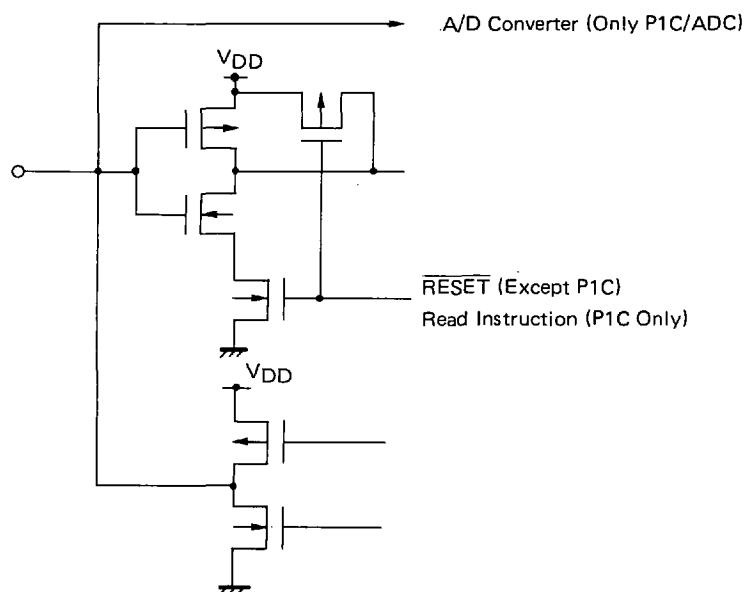 A/D Converter (Only P1C/ADC)
VDD
RESET (Except P1C)
Read Instruction (P1C Only)
VDD